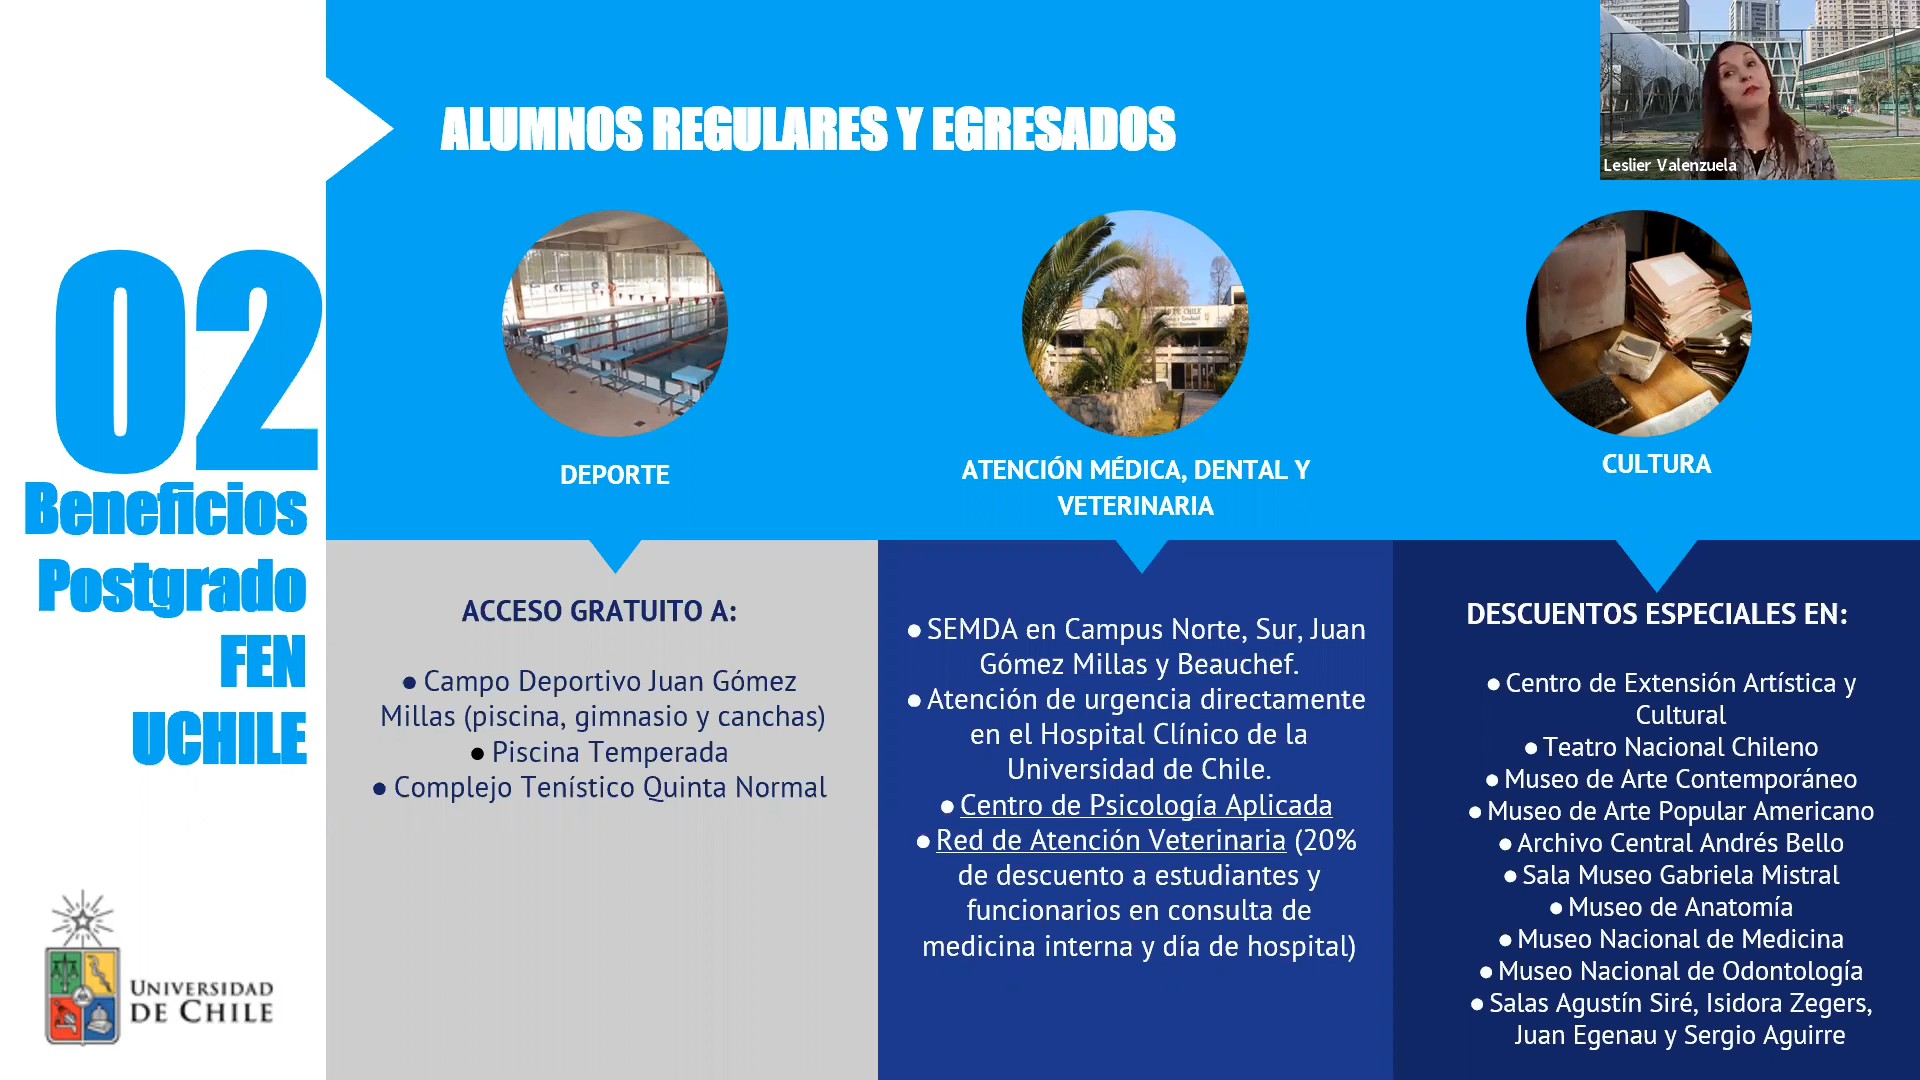 ALUMNOS REGULARES Y EGRESADOS
Leslier Valenzuela
02
Beneficios
Postgrado
FEN
UCHILE
UNIVERSIDAD
DE CHILE
DEPORTE
ACCESO GRATUITO A:
● Campo Deportivo Juan Gómez
Millas (piscina, gimnasio y canchas)
● Piscina Temperada
● Complejo Tenístico Quinta Normal
ATENCIÓN MÉDICA, DENTAL Y
VETERINARIA
● SEMDA en Campus Norte, Sur, Juan
Gómez Millas y Beauchef.
● Atención de urgencia directamente
en el Hospital Clínico de la
Universidad de Chile.
● Centro de Psicología Aplicada
● Red de Atención Veterinaria (20%
de descuento a estudiantes y
funcionarios en consulta de
medicina interna y día de hospital)
CULTURA
DESCUENTOS ESPECIALES EN:
● Centro de Extensión Artística y
Cultural
● Teatro Nacional Chileno
● Museo de Arte Contemporáneo
● Museo de Arte Popular Americano
● Archivo Central Andrés Bello
● Sala Museo Gabriela Mistral
● Museo de Anatomía
● Museo Nacional de Medicina
● Museo Nacional de Odontología
● Salas Agustín Siré, Isidora Zegers,
Juan Egenau y Sergio Aguirre